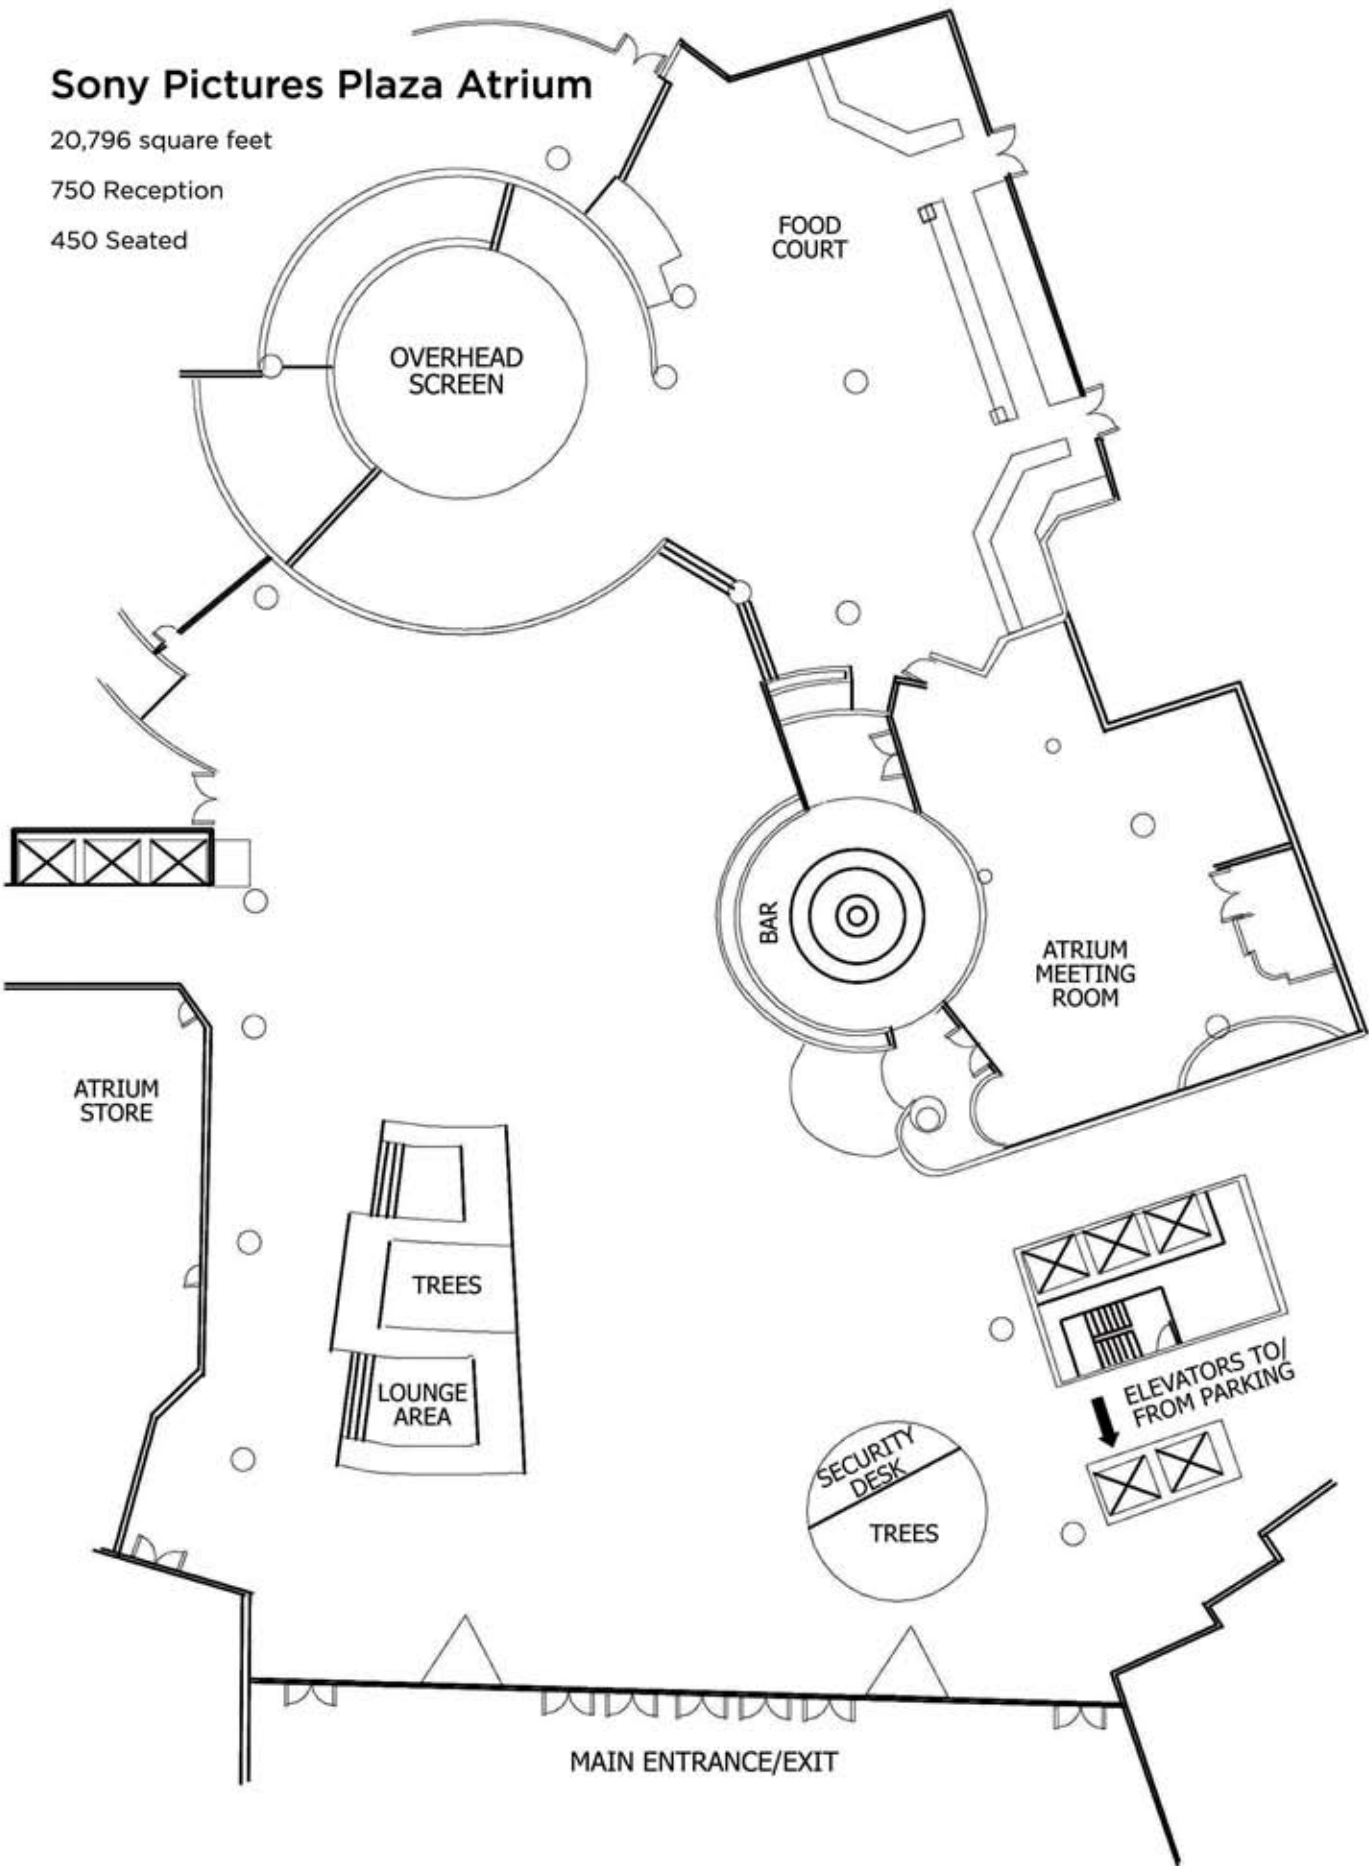 Sony Pictures Plaza Atrium
20,796 square feet
750 Reception
450 Seated
FOOD
COURT
OVERHEAD
SCREEN
BAR
ATRIUM
MEETING
ROOM
ATRIUM
STORE
TREES
LOUNGE
AREA
ELEVATORS TO/
FROM PARKING
SECURITY
DESK
TREES
MAIN ENTRANCE/EXIT